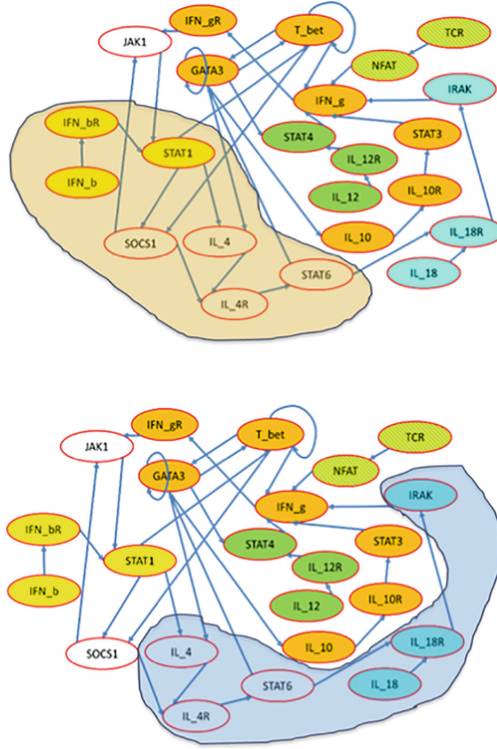 IFN_gR
T_bet
JAK1
TCR
GATA3
NFAT
IRAK
IFN_g
IFN_bR
STAT4
STAT3
STAT1
IL_12R
IFN_b
IL_12
IL_10R
SOCS1
IL_4
IL_10
IL_18R
STAT6
IL_18
IL_4R
IFN_gR
T_bet
JAK1
TCR
GATA3
NFAT
IRAK
IFN_g
IFN_bR
STAT4
STAT3
STAT1
IL_12R
IFN_b
IL_12
IL_10R
SOCS1
IL_4
IL_10
IL_18R
STAT6
IL_18
IL_4R